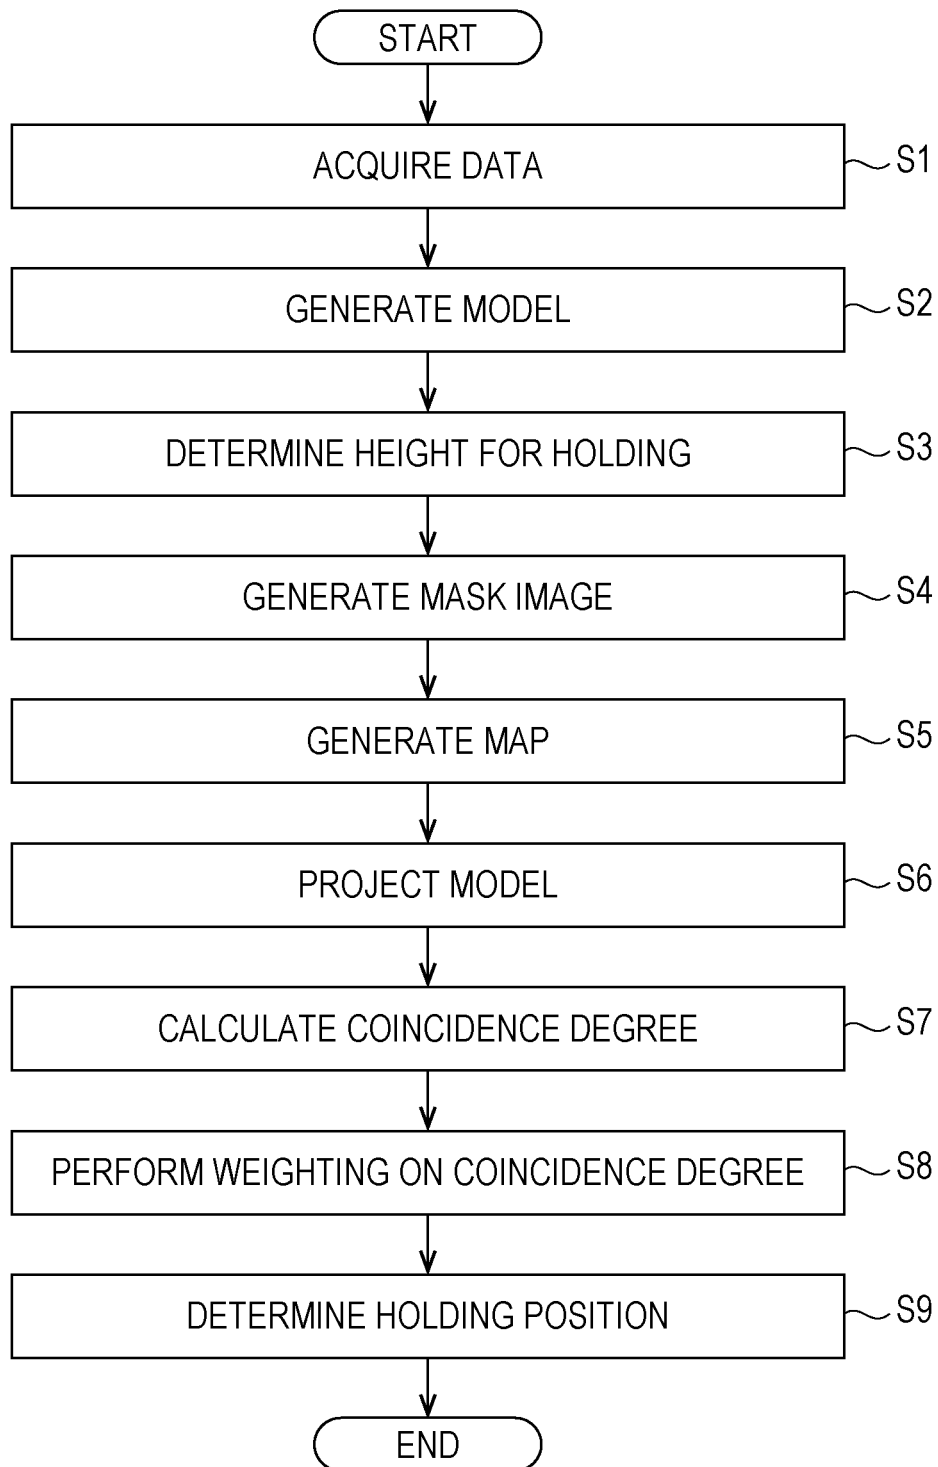 START
ACQUIRE DATA
S1
GENERATE MODEL
S2
DETERMINE HEIGHT FOR HOLDING
S3
GENERATE MASK IMAGE
S4
GENERATE MAP
S5
PROJECT MODEL
S6
CALCULATE COINCIDENCE DEGREE
S7
PERFORM WEIGHTING ON COINCIDENCE DEGREE
S8
DETERMINE HOLDING POSITION
S9
END